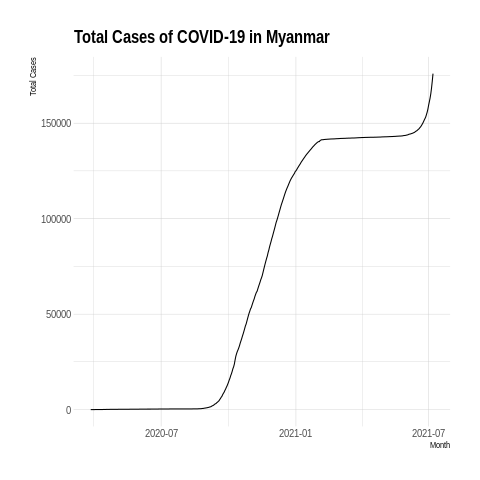 Total Cases of COVID-19 in Myanmar
Total Cases
150000
100000
50000
0
2020-07
2021-01
2021-07
Month